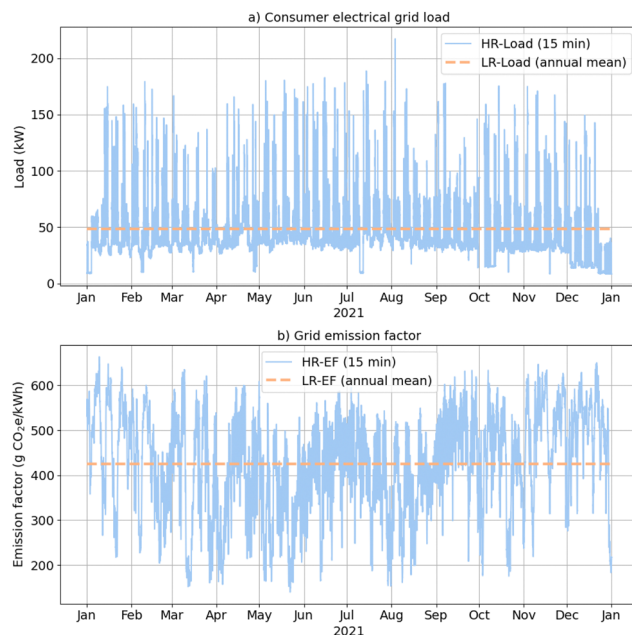 a) Consumer electrical grid load
HR-Load (15 min)
LR-Load (annual mean)
Load (kW)
200
150
100
50
0
Jan Feb Mar Apr May Jun Jul Aug Sep Oct Nov Dec Jan
2021
b) Grid emission factor
HR-EF (15 min)
LR-EF (annual mean)
Emission factor (g CO₂e/kWh)
600
500
400
300
200
Jan Feb Mar Apr May Jun Jul Aug Sep Oct Nov Dec Jan
2021